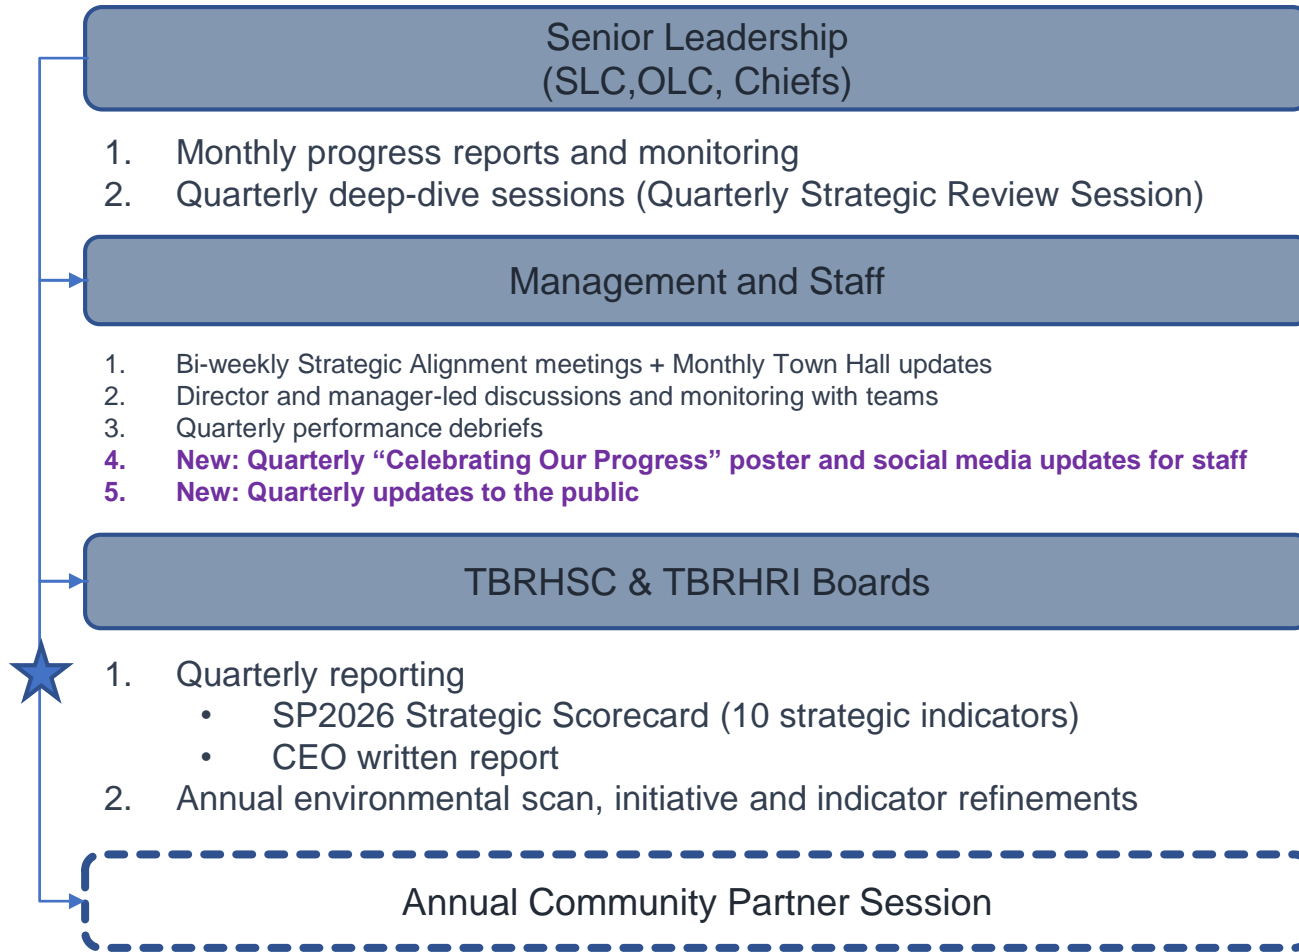 Senior Leadership
(SLC,OLC, Chiefs)
1. Monthly progress reports and monitoring
2. Quarterly deep-dive sessions (Quarterly Strategic Review Session)
Management and Staff
1. Bi-weekly Strategic Alignment meetings + Monthly Town Hall updates
2. Director and manager-led discussions and monitoring with teams
3. Quarterly performance debriefs
4. New: Quarterly “Celebrating Our Progress” poster and social media updates for staff
5. New: Quarterly updates to the public
TBRHSC & TBRHRI Boards
1. Quarterly reporting
• SP2026 Strategic Scorecard (10 strategic indicators)
• CEO written report
2. Annual environmental scan, initiative and indicator refinements
Annual Community Partner Session